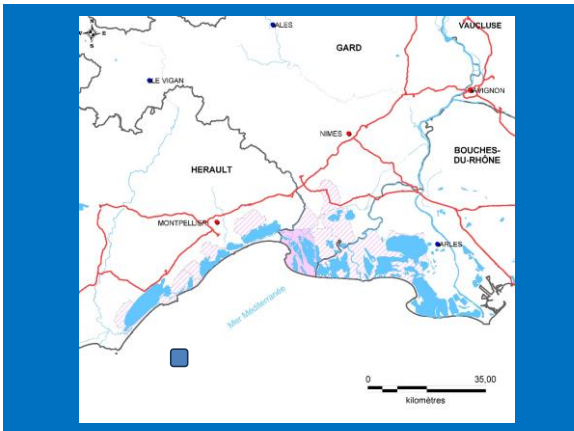 ALES
VAUCLUSE
GARD
LE VIGAN
AVIGNON
NIMES
BOUCHES-
DU-RHÔNE
HERAULT
MONTPELLIER
ARLES
Mer Méditerranée
0 35,00
kilomètres